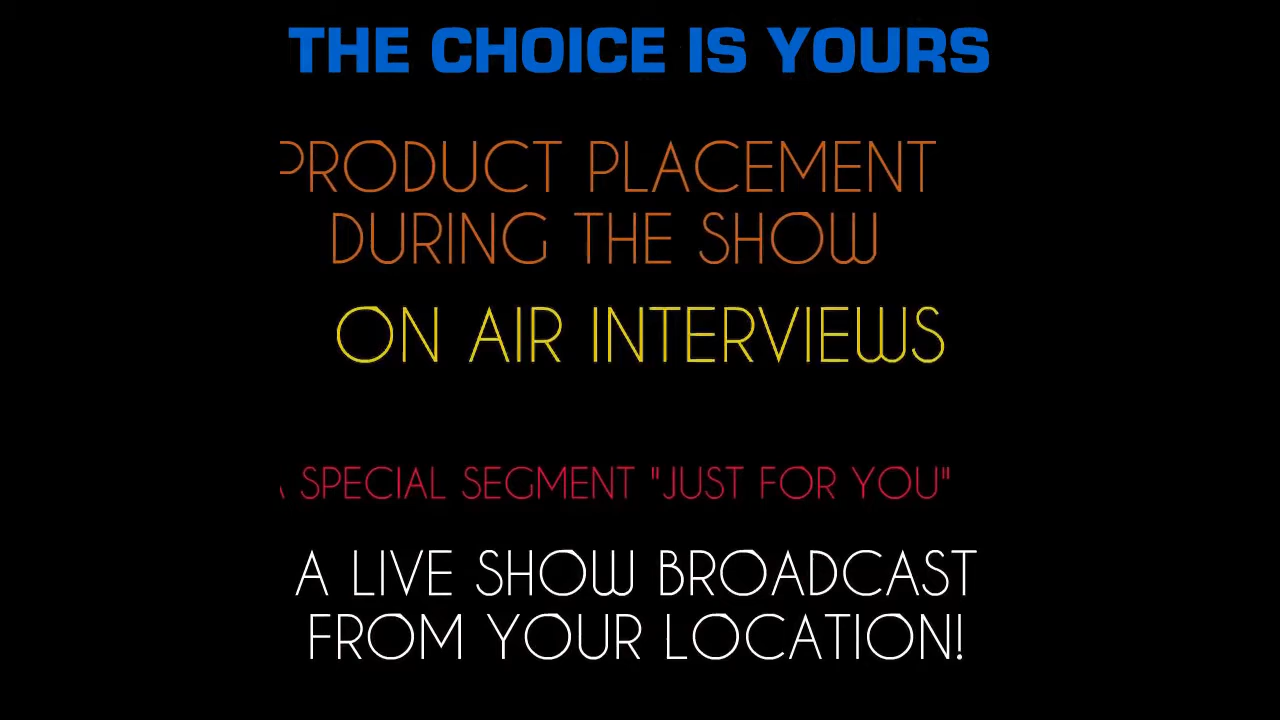 THE CHOICE IS YOURS
PRODUCT PLACEMENT
DURING THE SHOW
ON AIR INTERVIEWS
A SPECIAL SEGMENT "JUST FOR YOU"
A LIVE SHOW BROADCAST
FROM YOUR LOCATION!